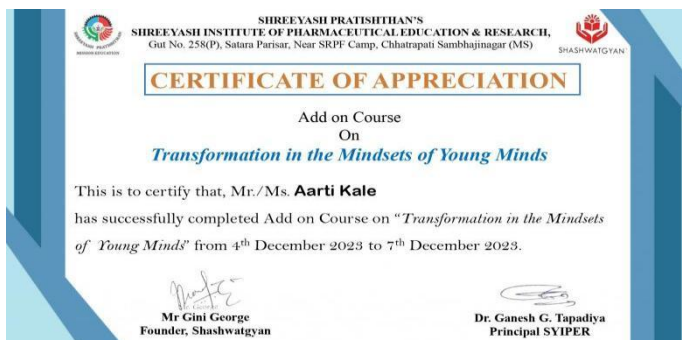 SHREEYASH PRATISHTHAN'S
SHREEYASH INSTITUTE OF PHARMACEUTICAL EDUCATION & RESEARCH,
Gut No. 258(P), Satara Parisar, Near SRPF Camp, Chhatrapati Sambhajinagar (MS)
SHASHWATGYAN
CERTIFICATE OF APPRECIATION
Add on Course
On
Transformation in the Mindsets of Young Minds
This is to certify that, Mr./Ms. Aarti Kale
has successfully completed Add on Course on “Transformation in the Mindsets
of Young Minds” from 4th December 2023 to 7th December 2023.
Mr Gini George
Founder, Shashwatgyan
Dr. Ganesh G. Tapadiya
Principal SYIPER